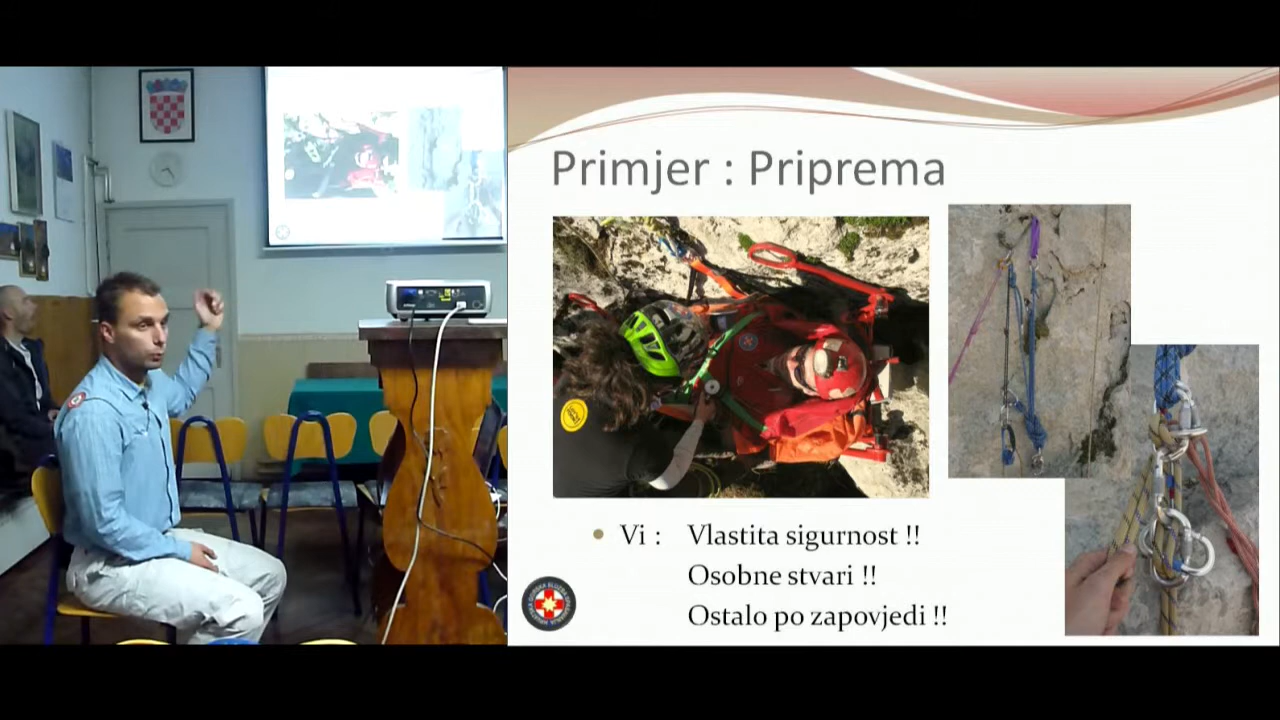 Primjer : Priprema
Vi : Vlastita sigurnost !!
Osobne stvari !!
Ostalo po zapovjedi !!